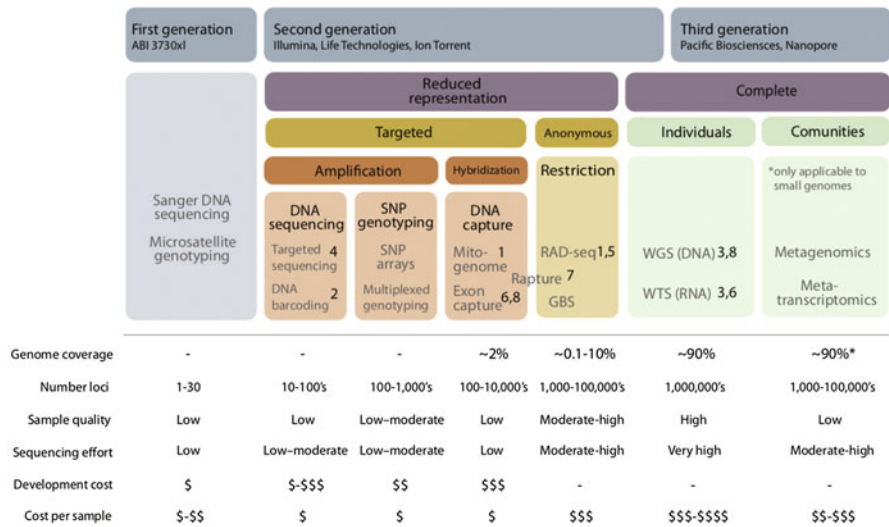 First generation
ABI 3730xl
Second generation
Illumina, Life Technologies, Ion Torrent
Third generation
Pacific Biosciensces, Nanopore
Reduced
representation
Complete
Targeted
Anonymous
Individuals
Comunities
Amplification
Hybridization
Restriction
*only applicable to
small genomes
Sanger DNA
sequencing
Microsatellite
genotyping
DNA
sequencing
Targeted 4
sequencing
DNA 2
barcoding
SNP
genotyping
SNP
arrays
Multiplexed
genotyping
DNA
capture
Mito- 1
genome
Exon
capture 6,8
RAD-seq 1,5
Rapture 7
GBS
WGS (DNA) 3,8
WTS (RNA) 3,6
Metagenomics
Meta-
transcriptomics
Genome coverage - - - ~2% ~0.1-10% ~90% ~90%*
Number loci 1-30 10-100's 100-1,000's 100-10,000's 1,000-100,000's 1,000,000's 1,000-100,000's
Sample quality Low Low Low–moderate Low Moderate-high High Low
Sequencing effort Low Low–moderate Low–moderate Low Moderate-high Very high Moderate-high
Development cost $ $-$$$ $$ $$$ - - -
Cost per sample $-$$ $ $ $ $$$ $$$-$$$$ $$-$$$